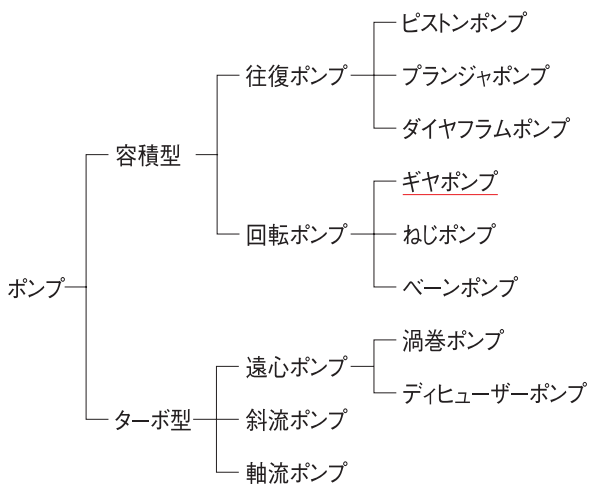 ポンプ
容積型
往復ポンプ
ピストンポンプ
プランジャポンプ
ダイヤフラムポンプ
回転ポンプ
ギヤポンプ
ねじポンプ
ベーンポンプ
ターボ型
遠心ポンプ
渦巻ポンプ
ディヒューザーポンプ
斜流ポンプ
軸流ポンプ